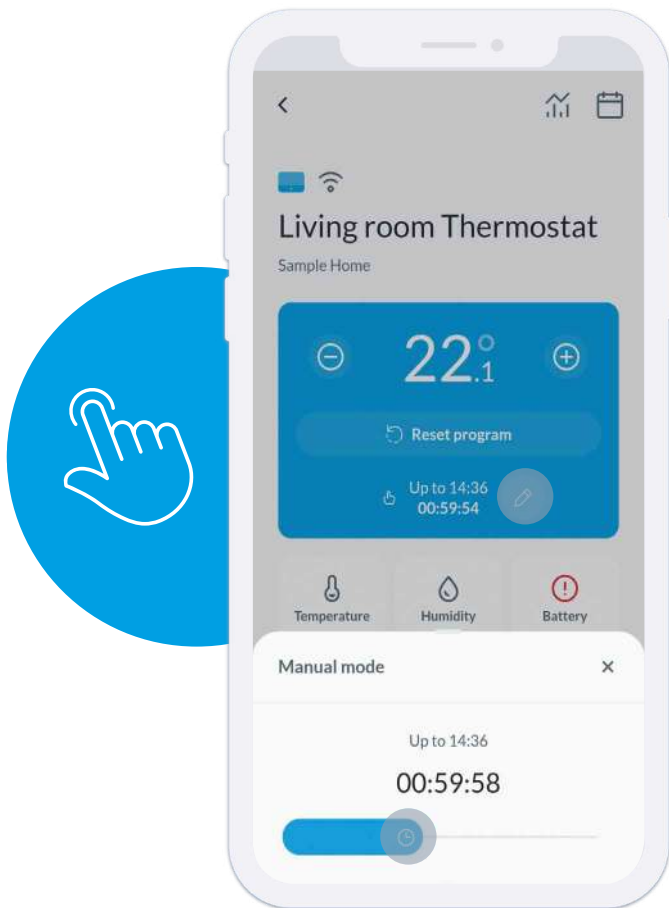 Living room Thermostat
Sample Home
22.1°
Reset program
Up to 14:36
00:59:54
Temperature
Humidity
Battery
Manual mode
Up to 14:36
00:59:58